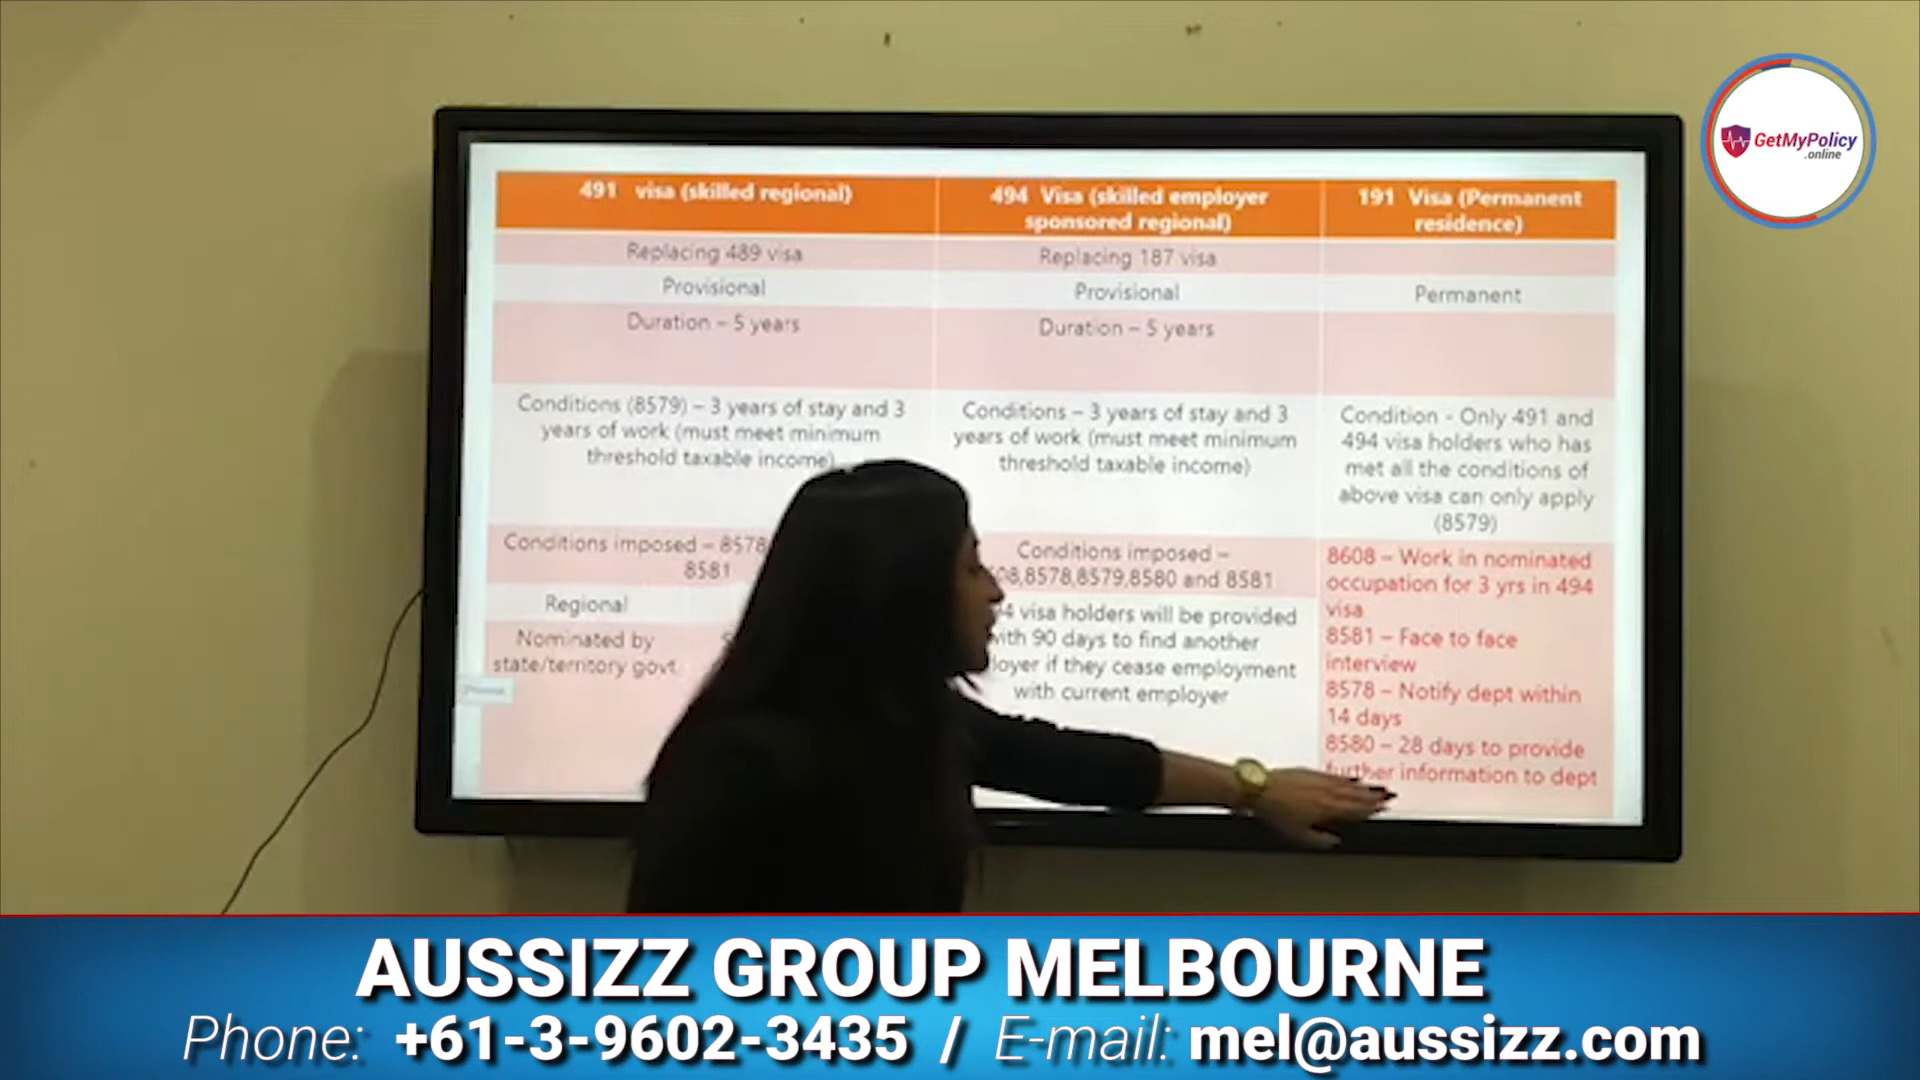 GetMyPolicy
.online
491 visa (skilled regional)
494 Visa (skilled employer
sponsored regional)
191 Visa (Permanent
residence)
Replacing 489 visa
Replacing 187 visa
Provisional
Provisional
Permanent
Duration – 5 years
Duration – 5 years
Conditions (8579) – 3 years of stay and 3
years of work (must meet minimum
threshold taxable income)
Conditions – 3 years of stay and 3
years of work (must meet minimum
threshold taxable income)
Condition - Only 491 and
494 visa holders who has
met all the conditions of
above visa can only apply
(8579)
Conditions imposed – 8578
8581
Conditions imposed –
08,8578,8579,8580 and 8581
8608 – Work in nominated
occupation for 3 yrs in 494
visa
8581 – Face to face
interview
8578 – Notify dept within
14 days
8580 – 28 days to provide
further information to dept
Regional
Nominated by
state/territory govt.
4 visa holders will be provided
with 90 days to find another
loyer if they cease employment
with current employer
AUSSIZZ GROUP MELBOURNE
Phone: +61-3-9602-3435 / E-mail: mel@aussizz.com